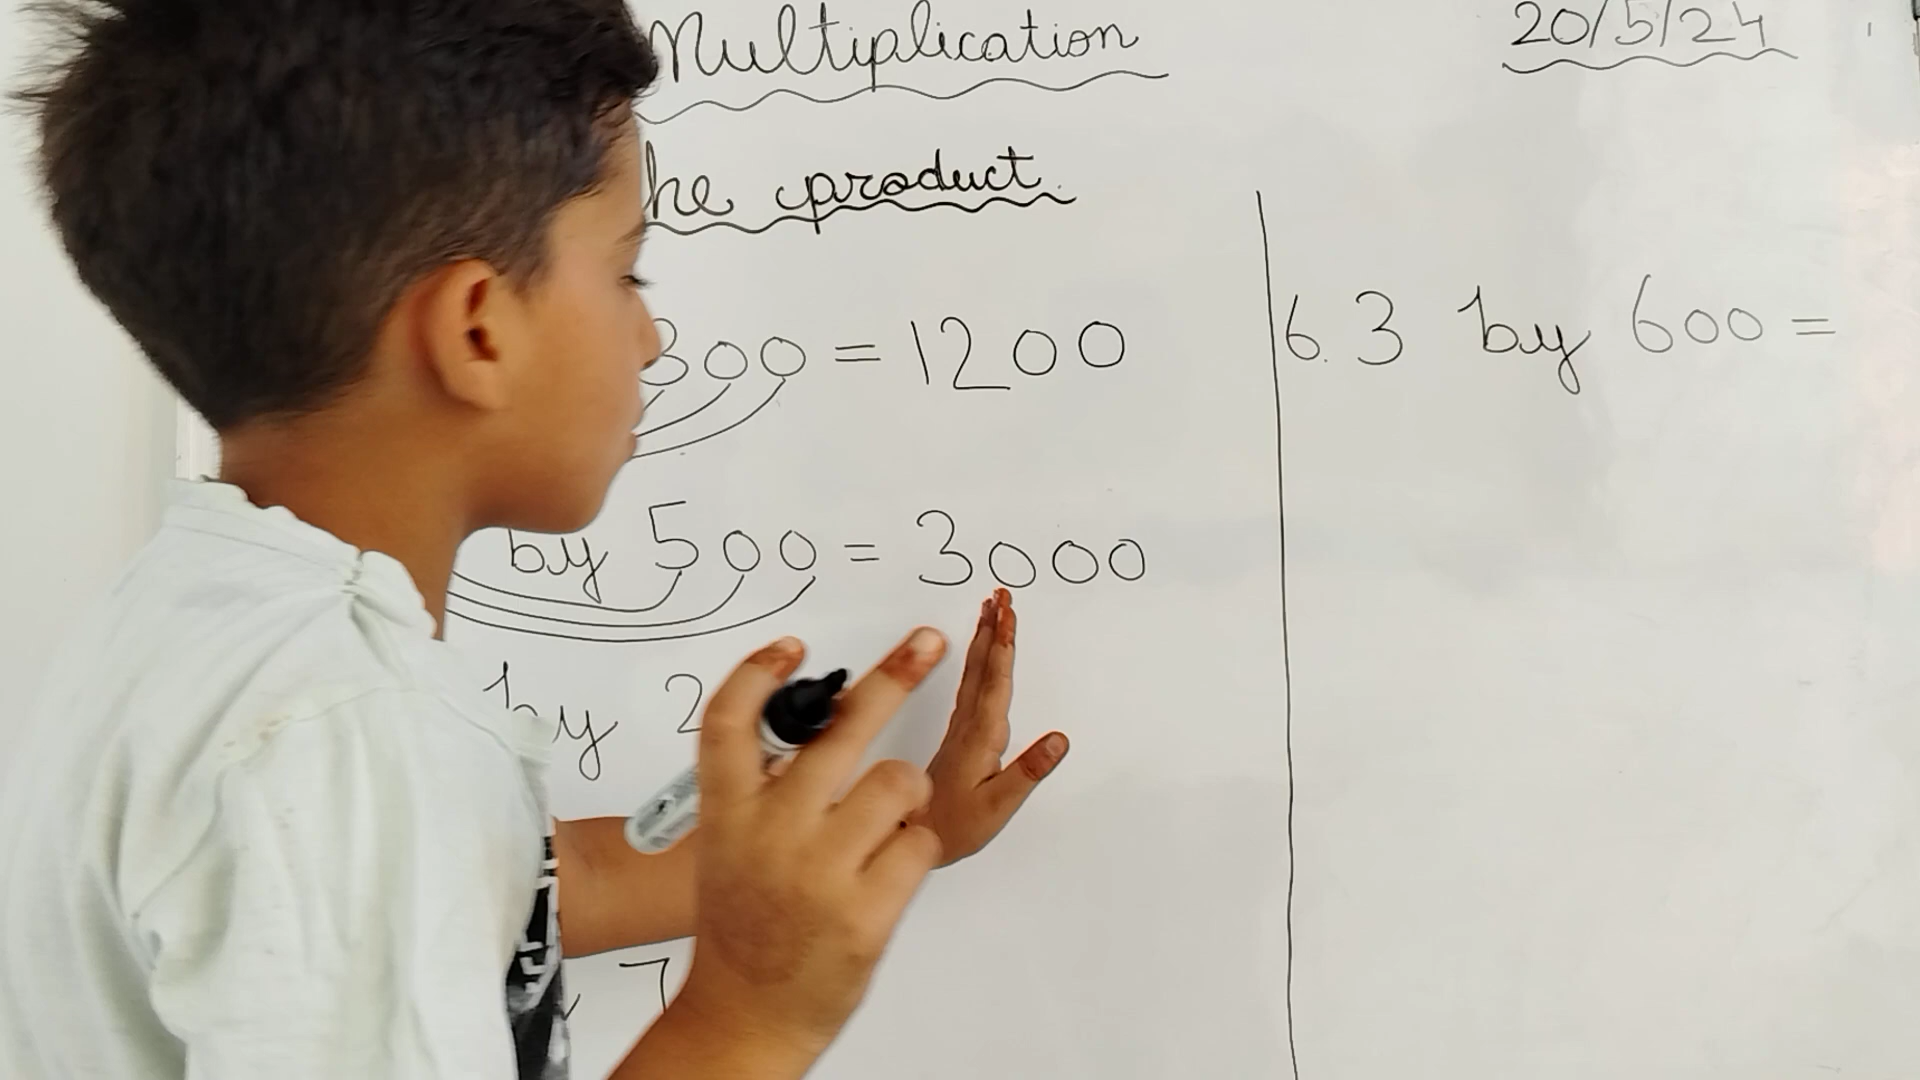 Multiplication
20/5/24
he product.
300 = 1200
by 500 = 3000
by 2
7
6. 3 by 600 =